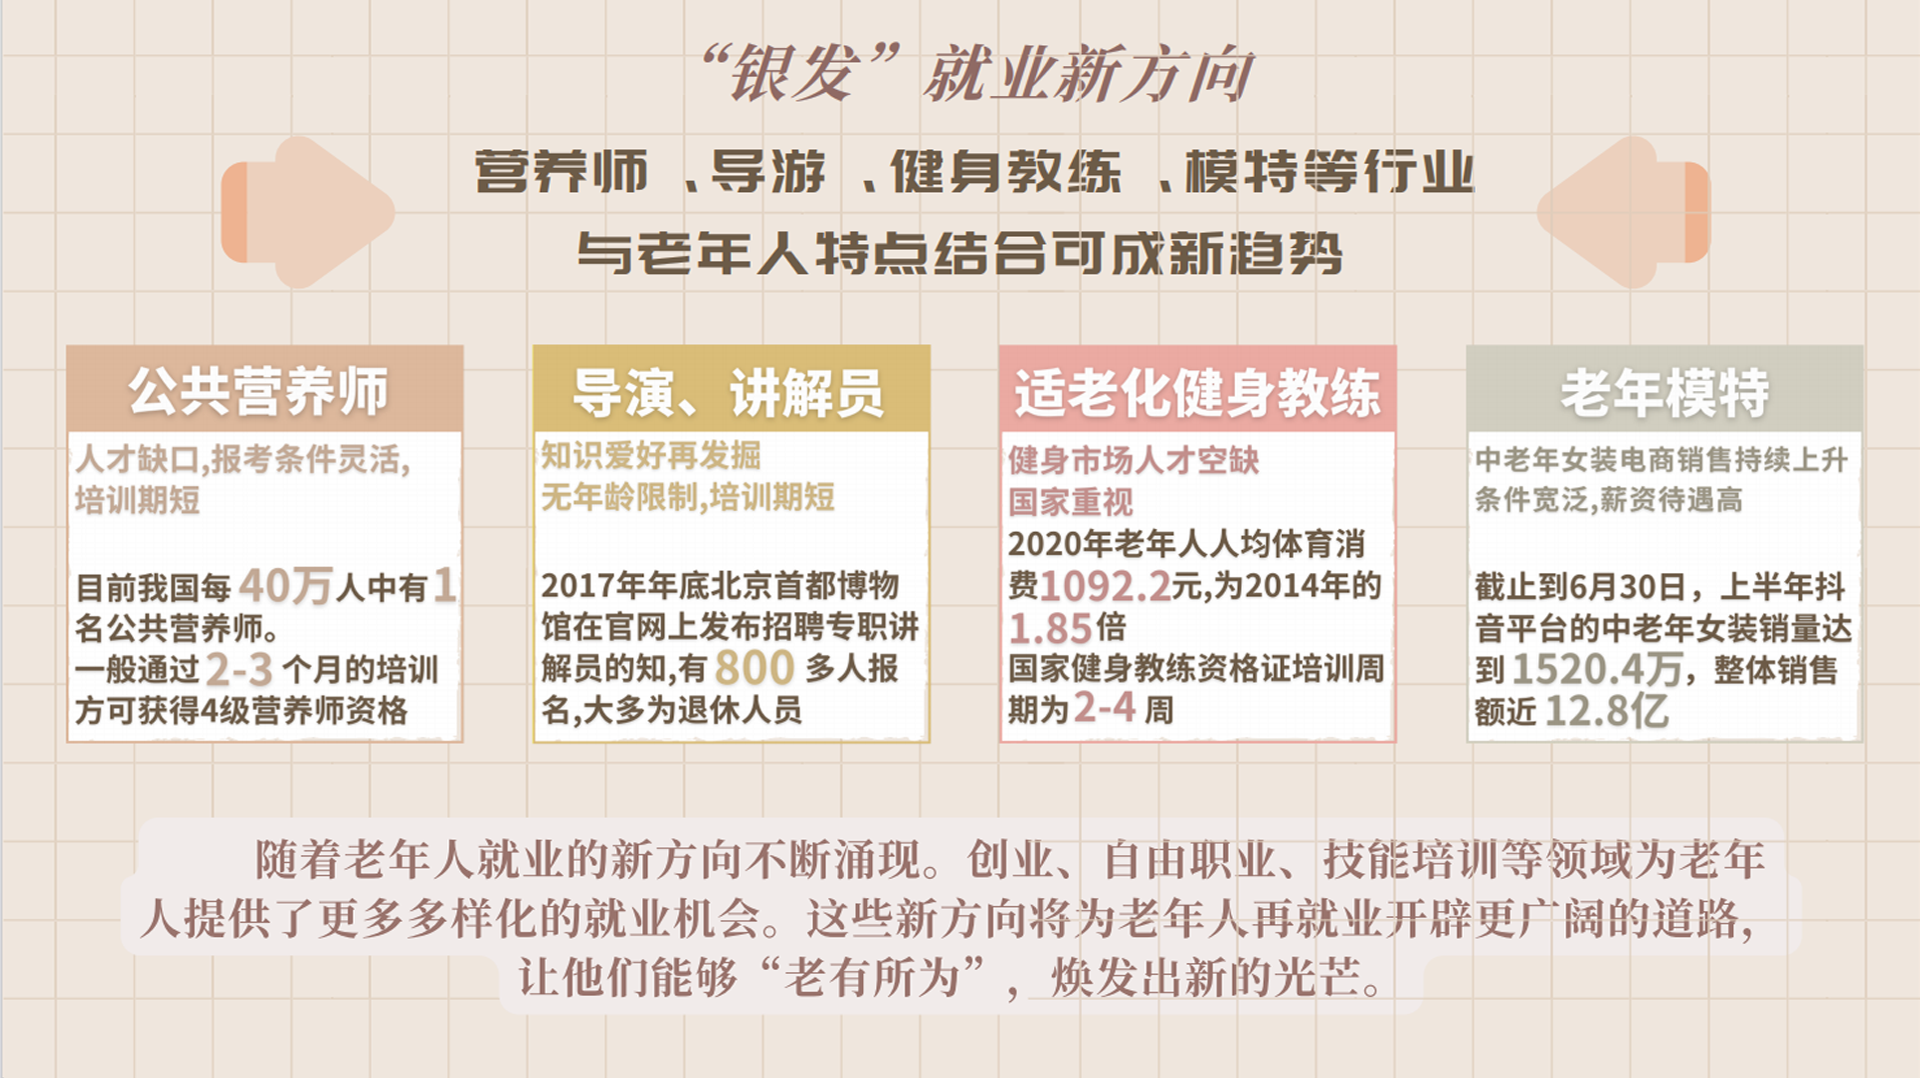 “银发”就业新方向
营养师 、导游 、健身教练 、模特等行业
与老年人特点结合可成新趋势
公共营养师
人才缺口,报考条件灵活,
培训期短
目前我国每 40万人中有1
名公共营养师。
一般通过 2-3 个月的培训
方可获得4级营养师资格
导演、讲解员
知识爱好再发掘
无年龄限制,培训期短
2017年年底北京首都博物
馆在官网上发布招聘专职讲
解员的知,有 800 多人报
名,大多为退休人员
适老化健身教练
健身市场人才空缺
国家重视
2020年老年人人均体育消
费1092.2元,为2014年的
1.85倍
国家健身教练资格证培训周
期为2-4 周
老年模特
中老年女装电商销售持续上升
条件宽泛,薪资待遇高
截止到6月30日，上半年抖
音平台的中老年女装销量达
到 1520.4万，整体销售
额近 12.8亿
随着老年人就业的新方向不断涌现。创业、自由职业、技能培训等领域为老年
人提供了更多多样化的就业机会。这些新方向将为老年人再就业开辟更广阔的道路，
让他们能够“老有所为”，焕发出新的光芒。